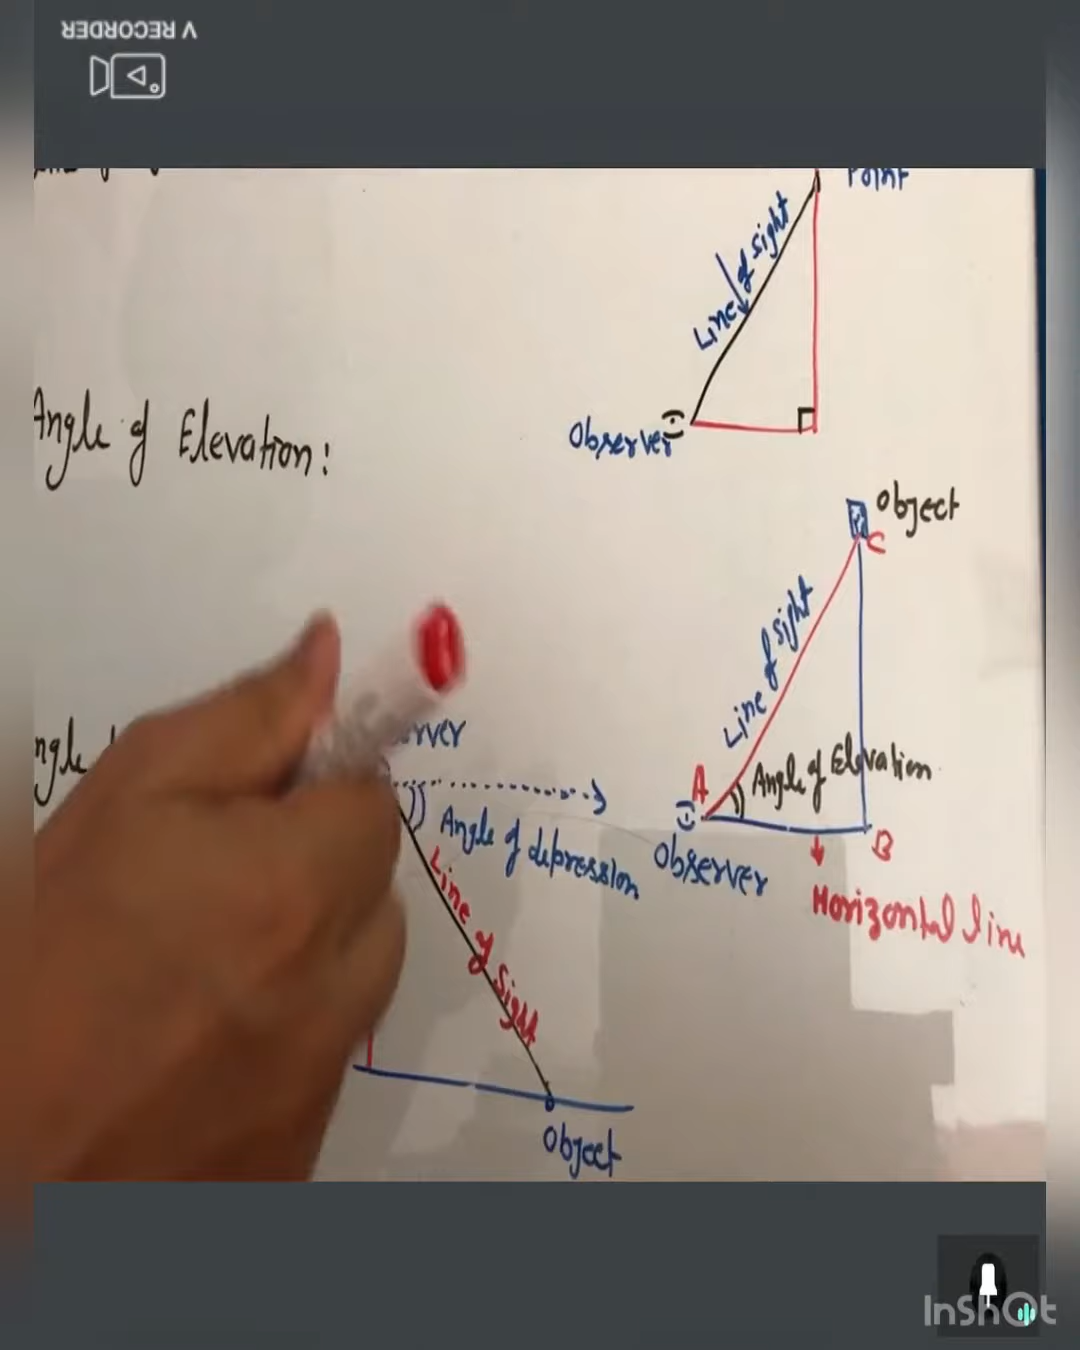 V RECORDER
Point
Line of sight
Observer
Angle of Elevation:
Object
C
Line of sight
A
Angle of Elevation
Observer
B
Horizontal line
Angle of depression
Line of sight
Object
InShOt